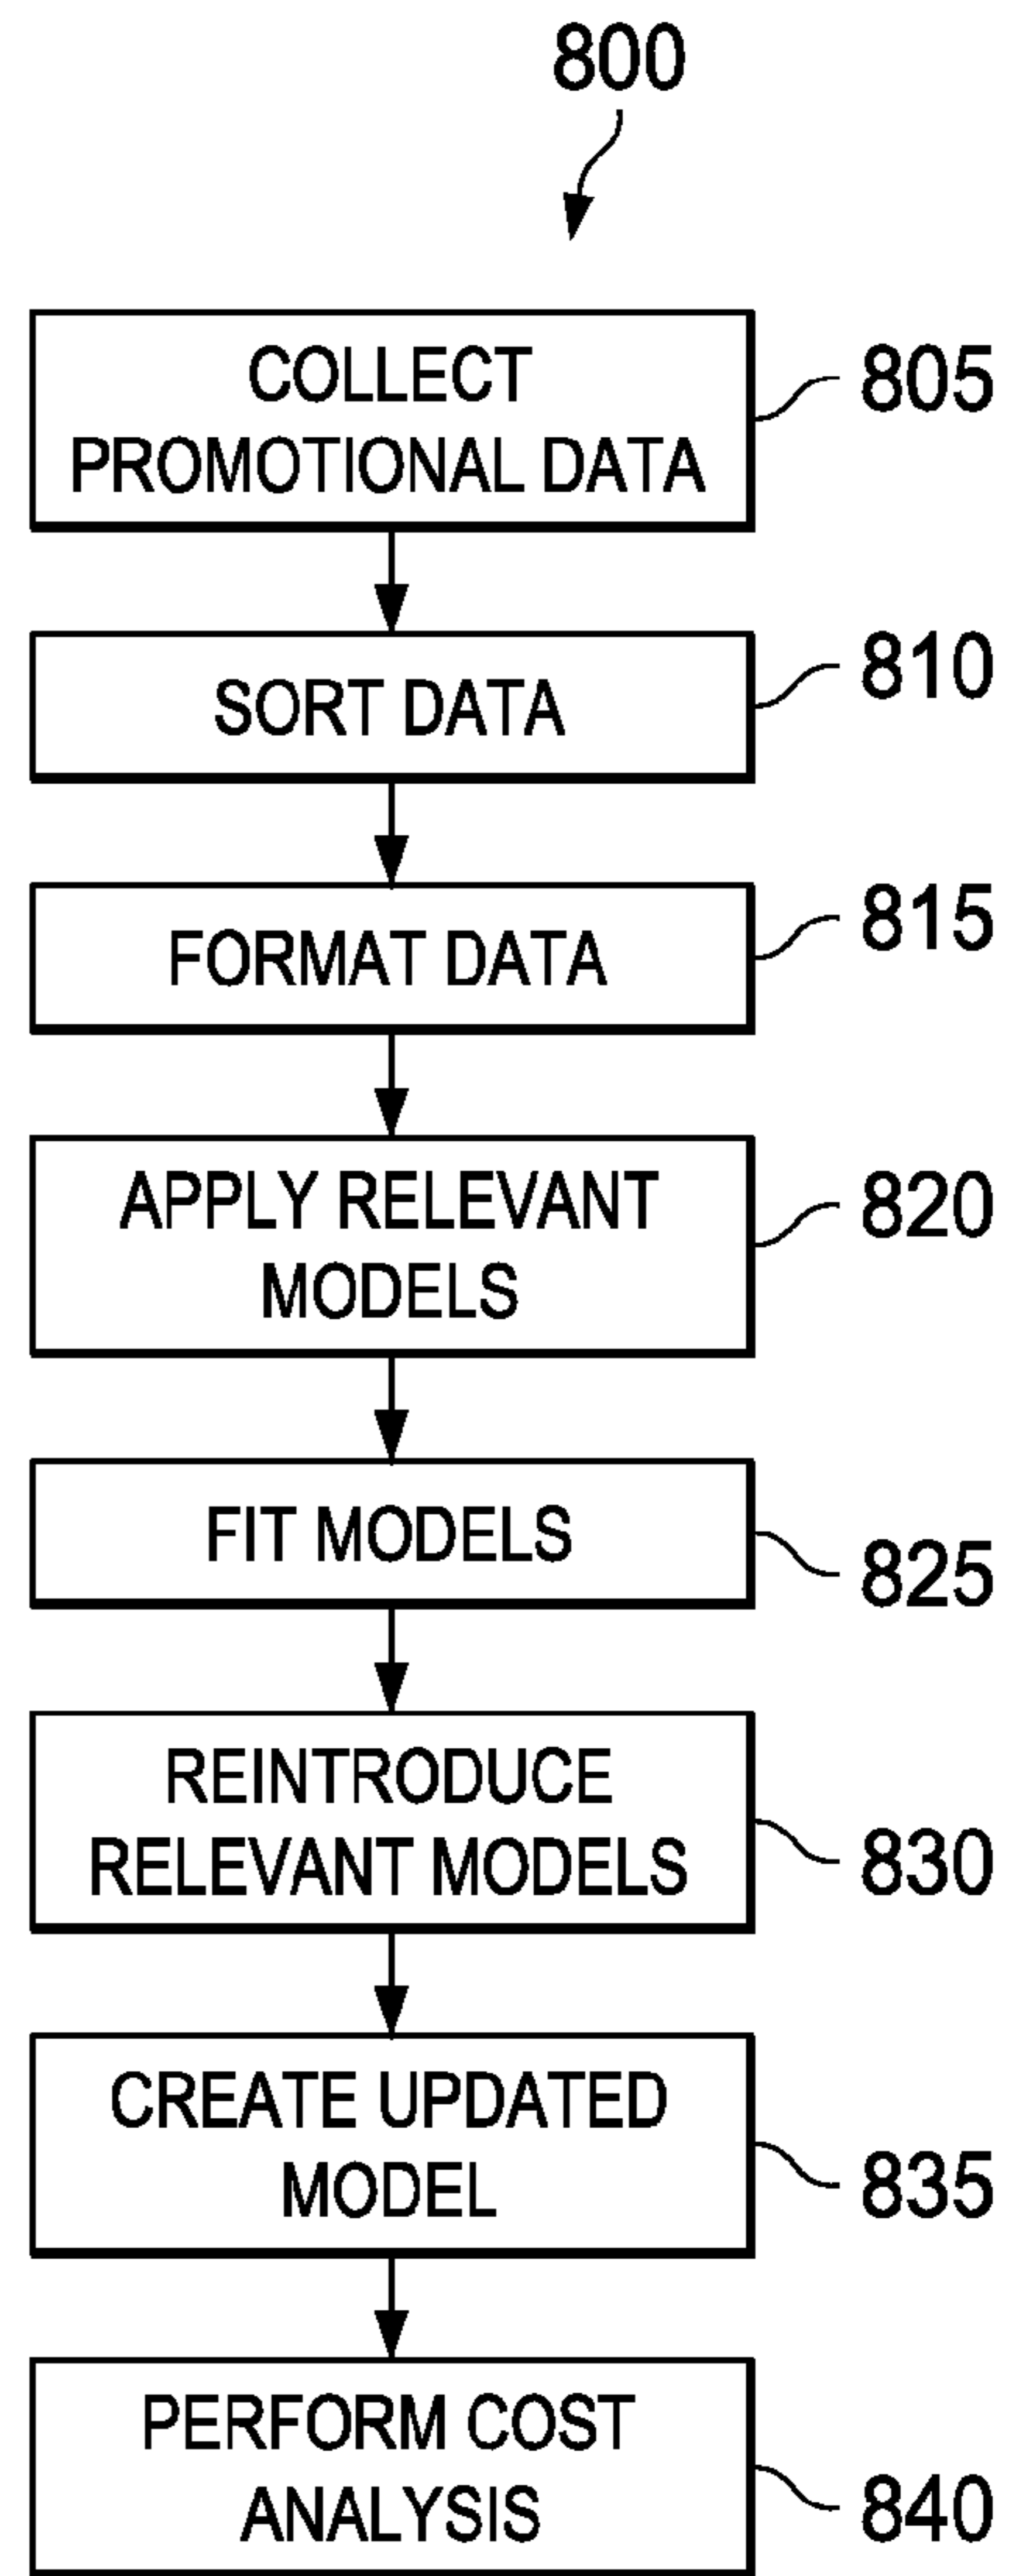 800
COLLECT
PROMOTIONAL DATA
805
SORT DATA
810
FORMAT DATA
815
APPLY RELEVANT
MODELS
820
FIT MODELS
825
REINTRODUCE
RELEVANT MODELS
830
CREATE UPDATED
MODEL
835
PERFORM COST
ANALYSIS
840